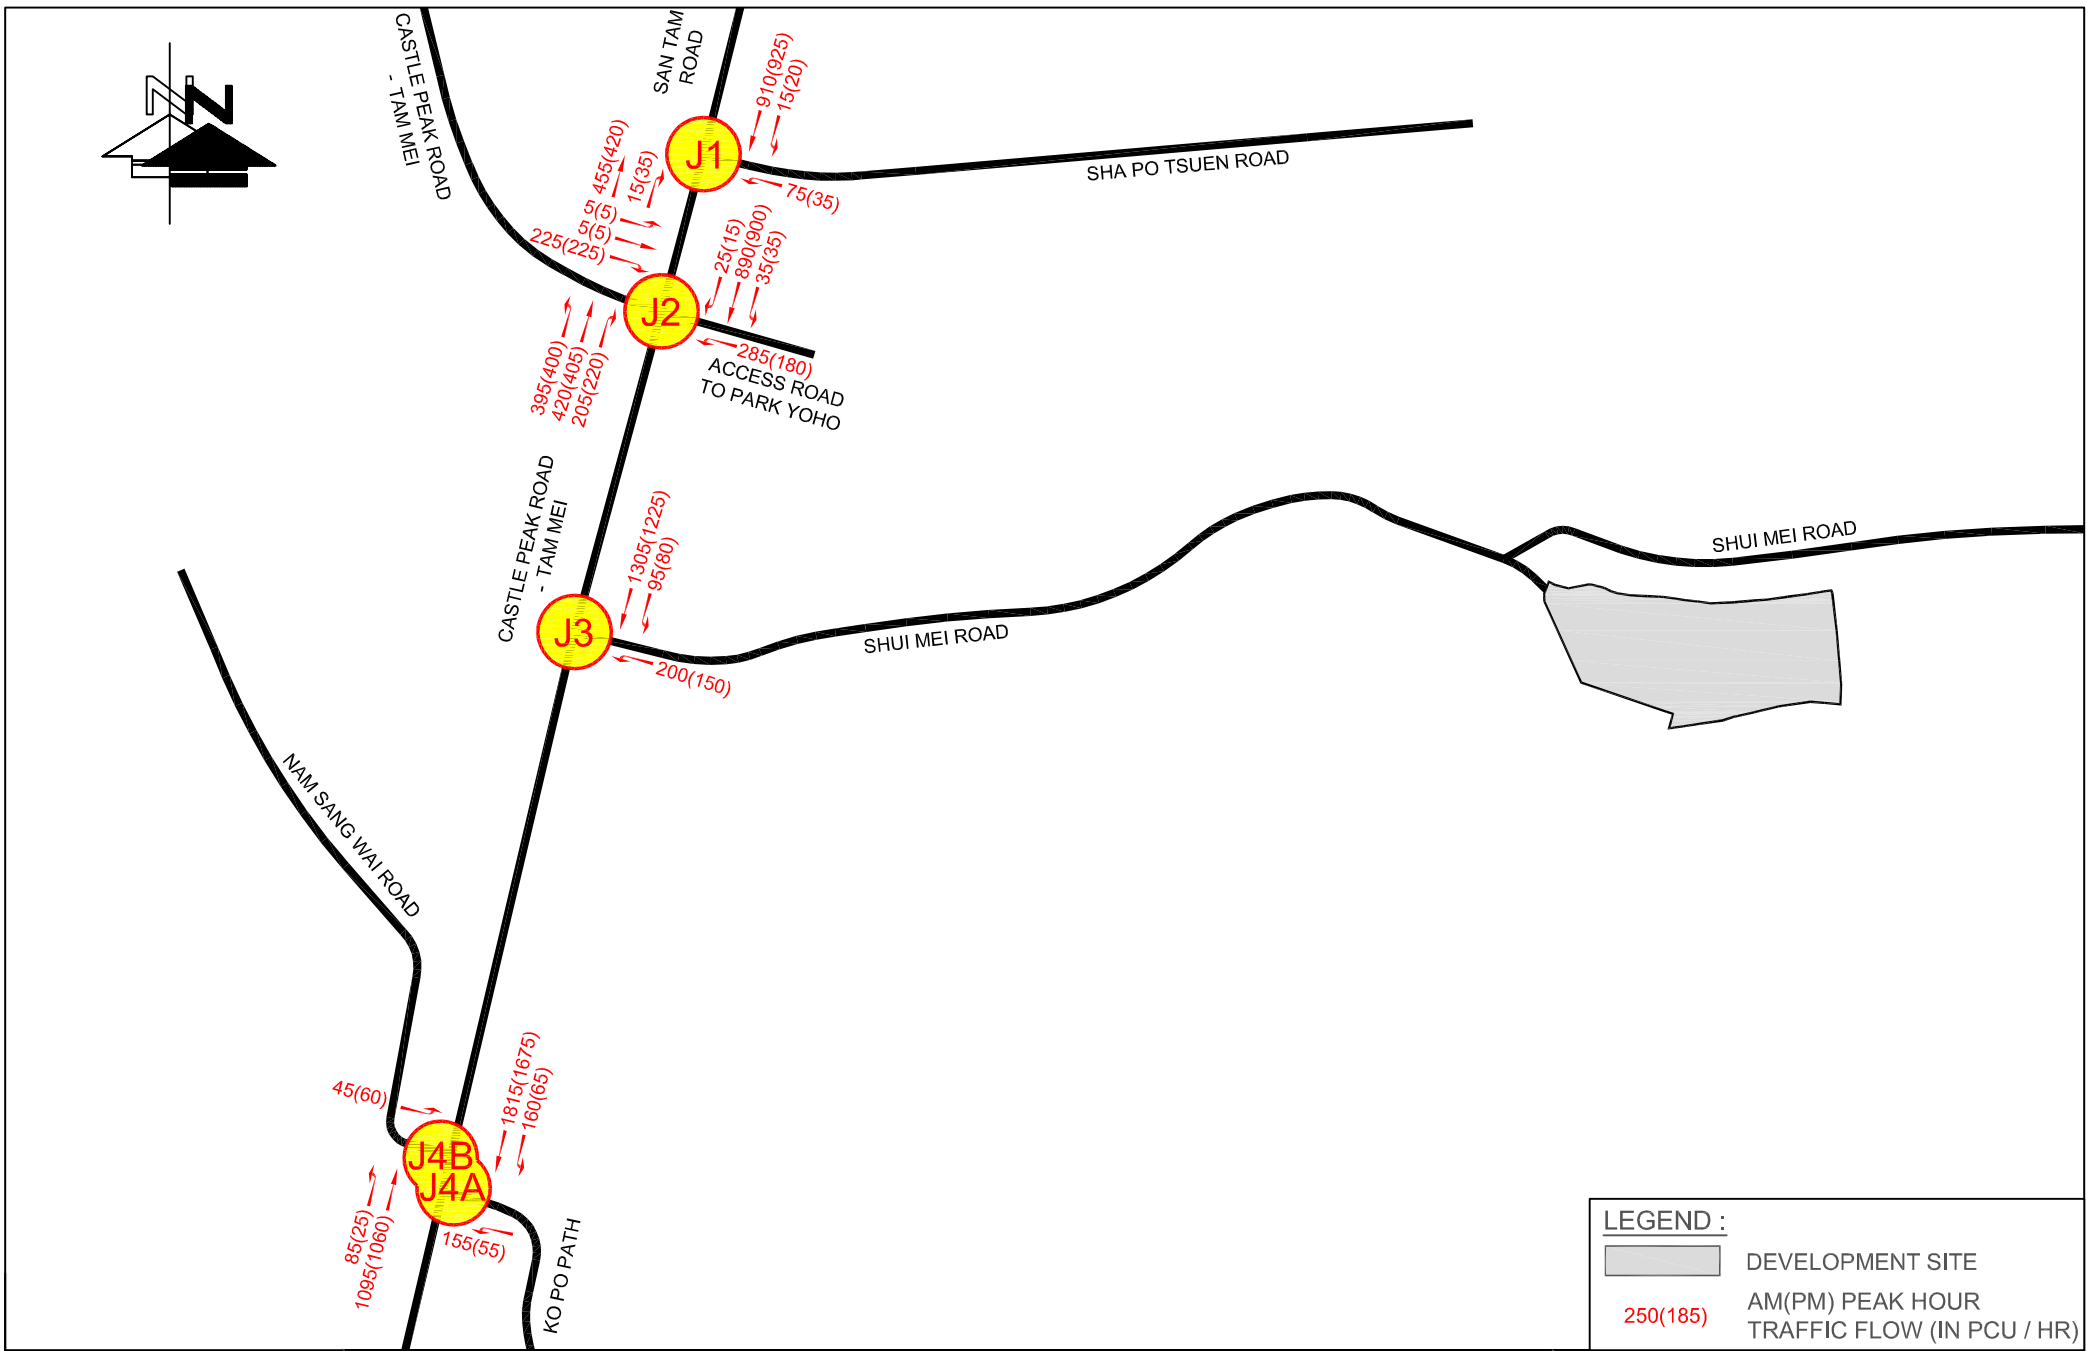 CASTLE PEAK ROAD
- TAM MEI
SAN TAM
ROAD
910(925)
15(20)
J1
SHA PO TSUEN ROAD
75(35)
455(420)
15(35)
5(5)
5(5)
225(225)
25(15)
890(900)
35(35)
J2
285(180)
ACCESS ROAD
TO PARK YOHO
395(400)
420(405)
205(220)
CASTLE PEAK ROAD
- TAM MEI
1305(1225)
95(80)
J3
200(150)
SHUI MEI ROAD
SHUI MEI ROAD
NAM SANG WAI ROAD
45(60)
1815(1675)
160(65)
J4B
J4A
85(25)
1095(1060)
155(55)
KO PO PATH
LEGEND :
DEVELOPMENT SITE
250(185)
AM(PM) PEAK HOUR
TRAFFIC FLOW (IN PCU / HR)